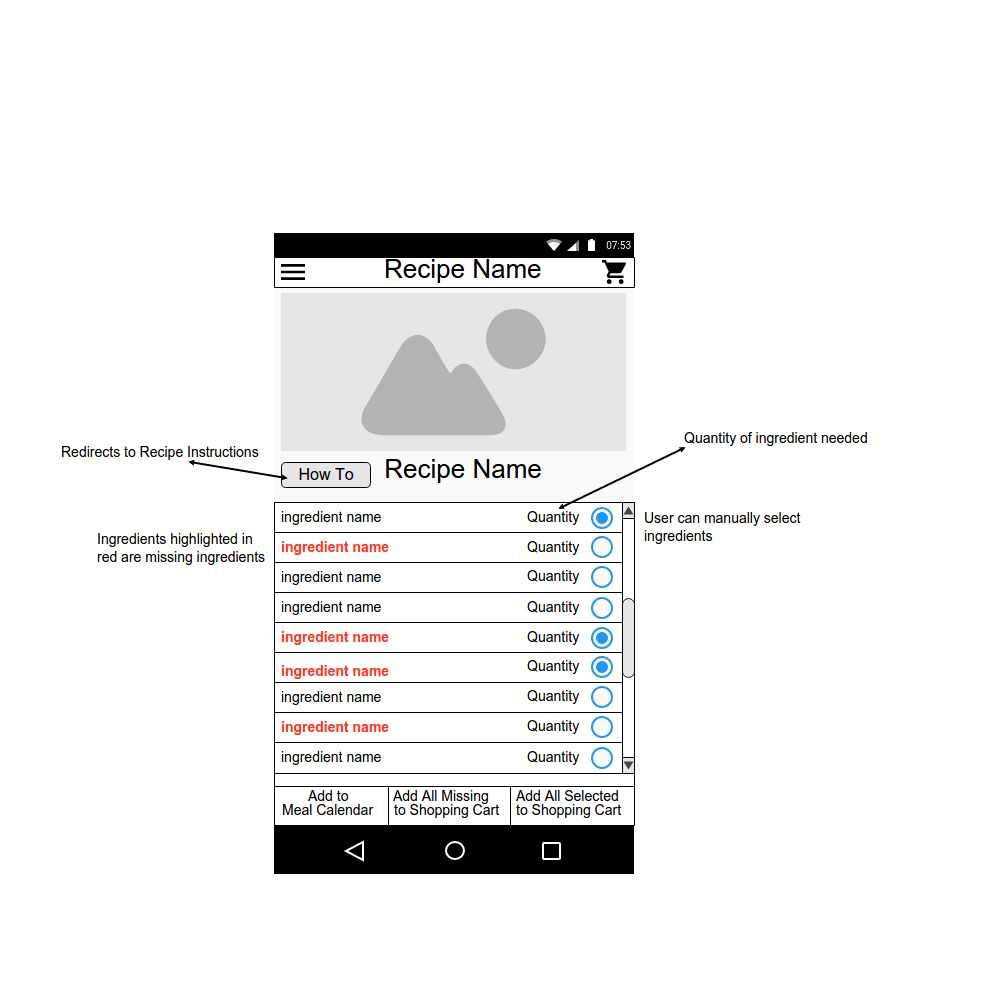 07:53
Recipe Name
Quantity of ingredient needed
Redirects to Recipe Instructions
How To
Recipe Name
ingredient name Quantity
User can manually select
ingredients
Ingredients highlighted in
red are missing ingredients
ingredient name Quantity
ingredient name Quantity
ingredient name Quantity
ingredient name Quantity
ingredient name Quantity
ingredient name Quantity
ingredient name Quantity
ingredient name Quantity
Add to
Meal Calendar
Add All Missing
to Shopping Cart
Add All Selected
to Shopping Cart